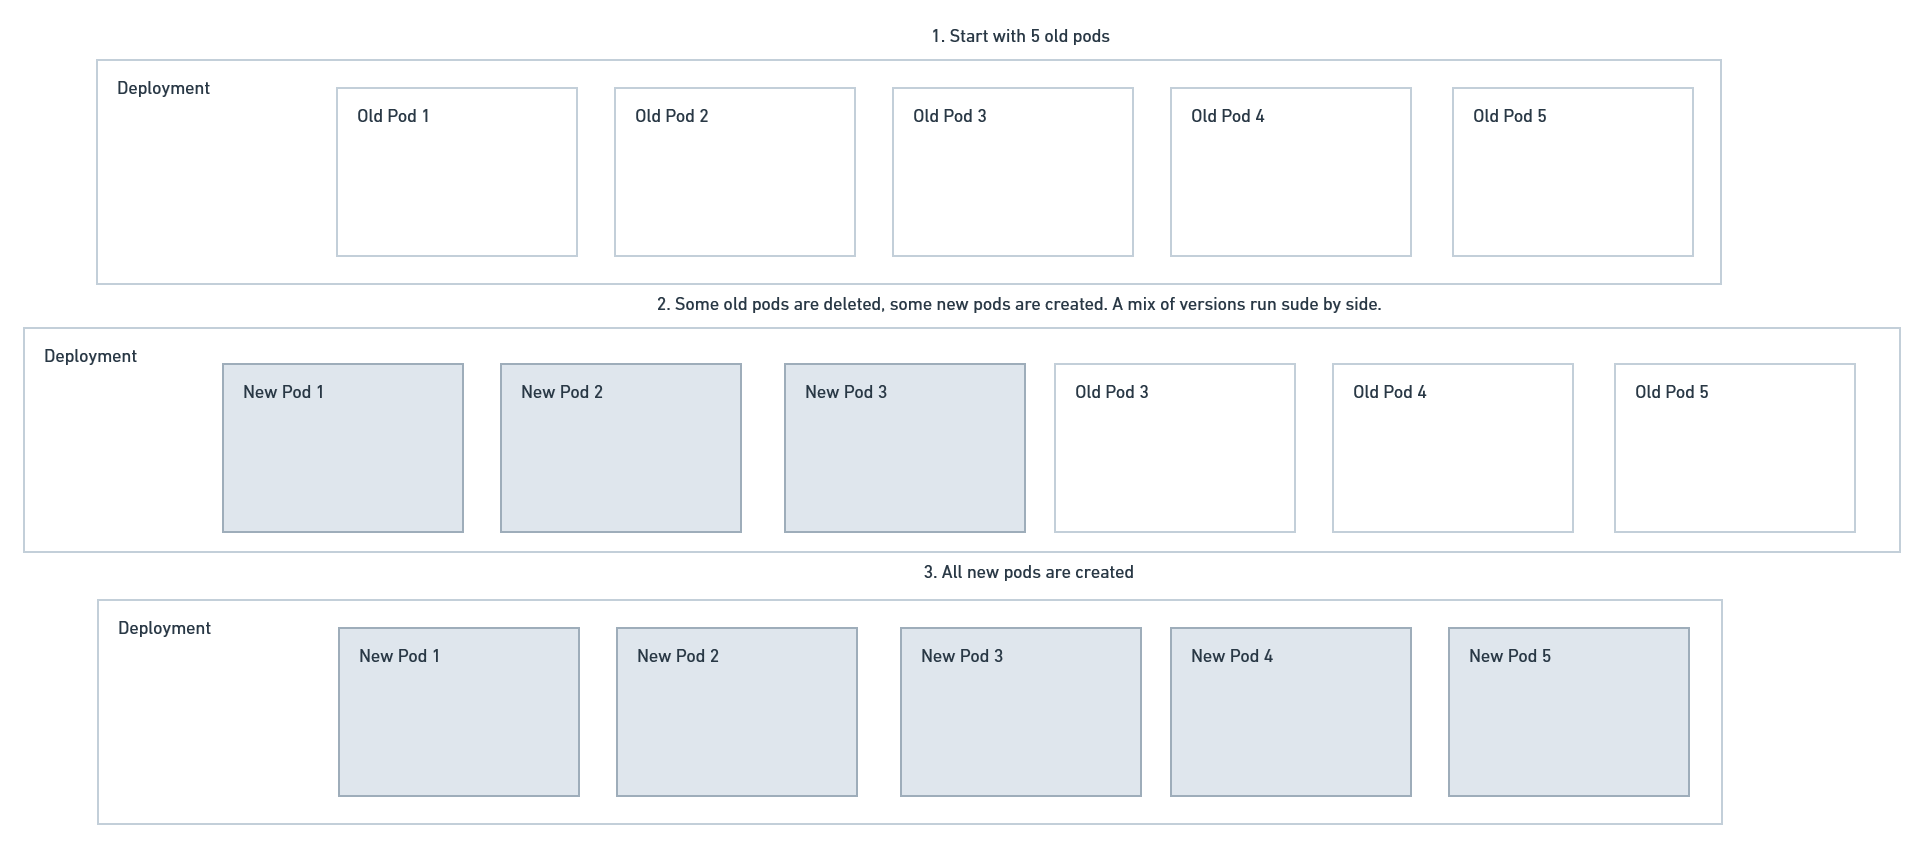 1. Start with 5 old pods
Deployment
Old Pod 1
Old Pod 2
Old Pod 3
Old Pod 4
Old Pod 5
2. Some old pods are deleted, some new pods are created. A mix of versions run sude by side.
Deployment
New Pod 1
New Pod 2
New Pod 3
Old Pod 3
Old Pod 4
Old Pod 5
3. All new pods are created
Deployment
New Pod 1
New Pod 2
New Pod 3
New Pod 4
New Pod 5